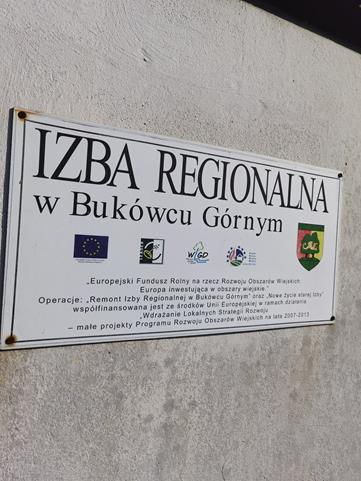 IZBA REGIONALNA
w Bukówcu Górnym
„Europejski Fundusz Rolny na rzecz Rozwoju Obszarów Wiejskich:
Europa inwestująca w obszary wiejskie."
Operacje: „Remont Izby Regionalnej w Bukówcu Górnym" oraz „Nowe życie starej Izby"
współfinansowana jest ze środków Unii Europejskiej w ramach działania
„Wdrażanie Lokalnych Strategii Rozwoju
– małe projekty Programu Rozwoju Obszarów Wiejskich na lata 2007-2013